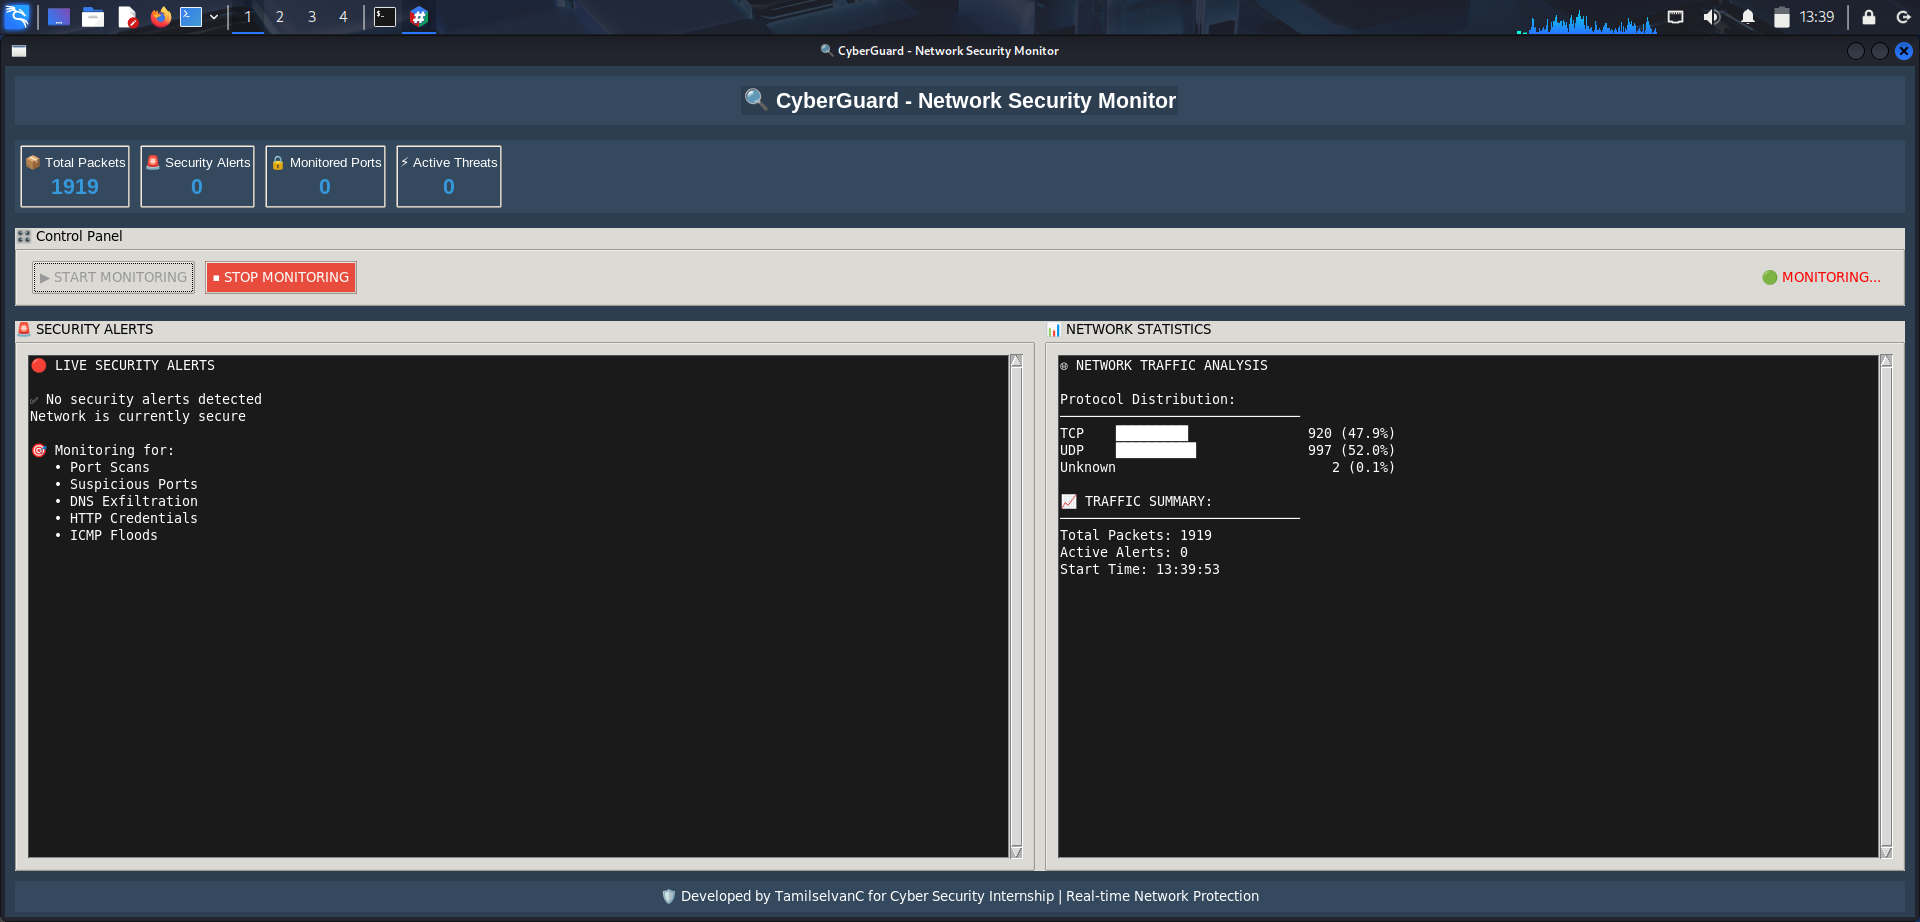 1 2 3 4
13:39
🔍 CyberGuard - Network Security Monitor
🔍 CyberGuard - Network Security Monitor
📦 Total Packets
1919
🚨 Security Alerts
0
🔒 Monitored Ports
0
⚡ Active Threats
0
🎛️ Control Panel
▶ START MONITORING
⏹ STOP MONITORING
🟢 MONITORING...
🚨 SECURITY ALERTS
🔴 LIVE SECURITY ALERTS
✅ No security alerts detected
Network is currently secure
🎯 Monitoring for:
• Port Scans
• Suspicious Ports
• DNS Exfiltration
• HTTP Credentials
• ICMP Floods
📊 NETWORK STATISTICS
🌐 NETWORK TRAFFIC ANALYSIS
Protocol Distribution:
TCP █████████ 920 (47.9%)
UDP ██████████ 997 (52.0%)
Unknown 2 (0.1%)
📈 TRAFFIC SUMMARY:
Total Packets: 1919
Active Alerts: 0
Start Time: 13:39:53
🛡️ Developed by TamilselvanC for Cyber Security Internship | Real-time Network Protection